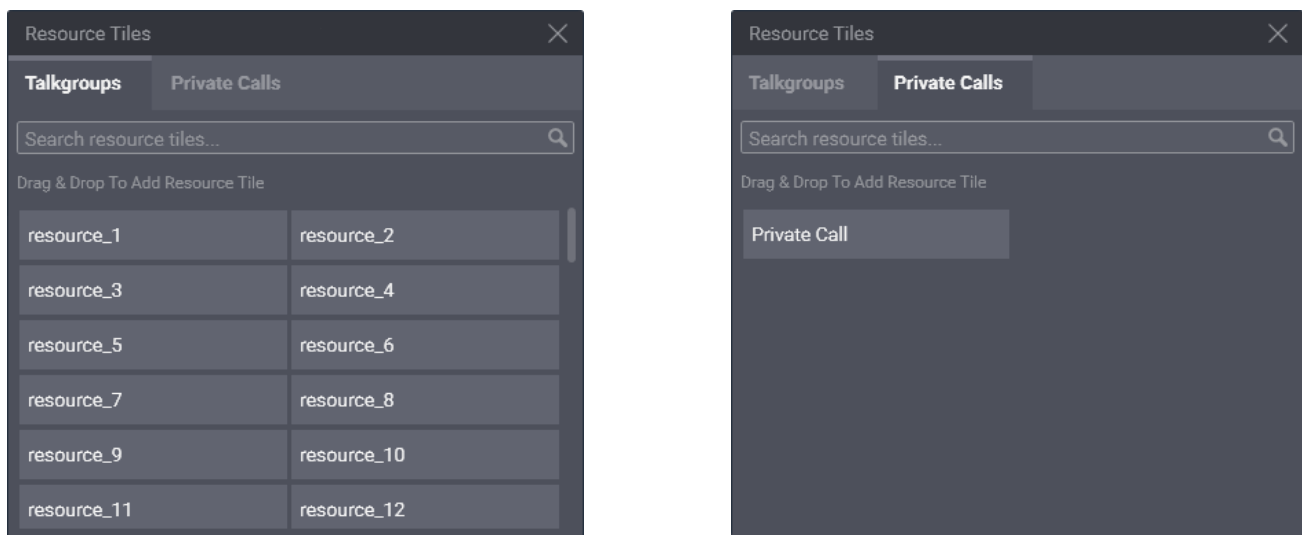 Resource Tiles
Talkgroups Private Calls
Search resource tiles...
Drag & Drop To Add Resource Tile
resource_1 resource_2
resource_3 resource_4
resource_5 resource_6
resource_7 resource_8
resource_9 resource_10
resource_11 resource_12
Resource Tiles
Talkgroups Private Calls
Search resource tiles...
Drag & Drop To Add Resource Tile
Private Call